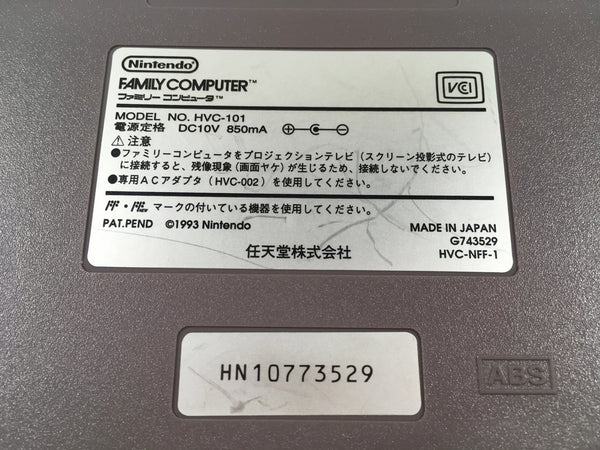 Nintendo
FAMILY COMPUTER™
ファミリー コンピュータ™
VCI
MODEL NO. HVC-101
電源定格 DC10V 850mA
⚠注意
●ファミリーコンピュータをプロジェクションテレビ（スクリーン投影式のテレビ）
に接続すると、残像現象（画面ヤケ）が生じるため、接続しないでください。
●専用ＡＣアダプタ（HVC-002）を使用してください。
FF・FF マークの付いている機器を使用してください。
PAT.PEND ©1993 Nintendo
MADE IN JAPAN
G743529
任天堂株式会社
HVC-NFF-1
HN10773529
ABS